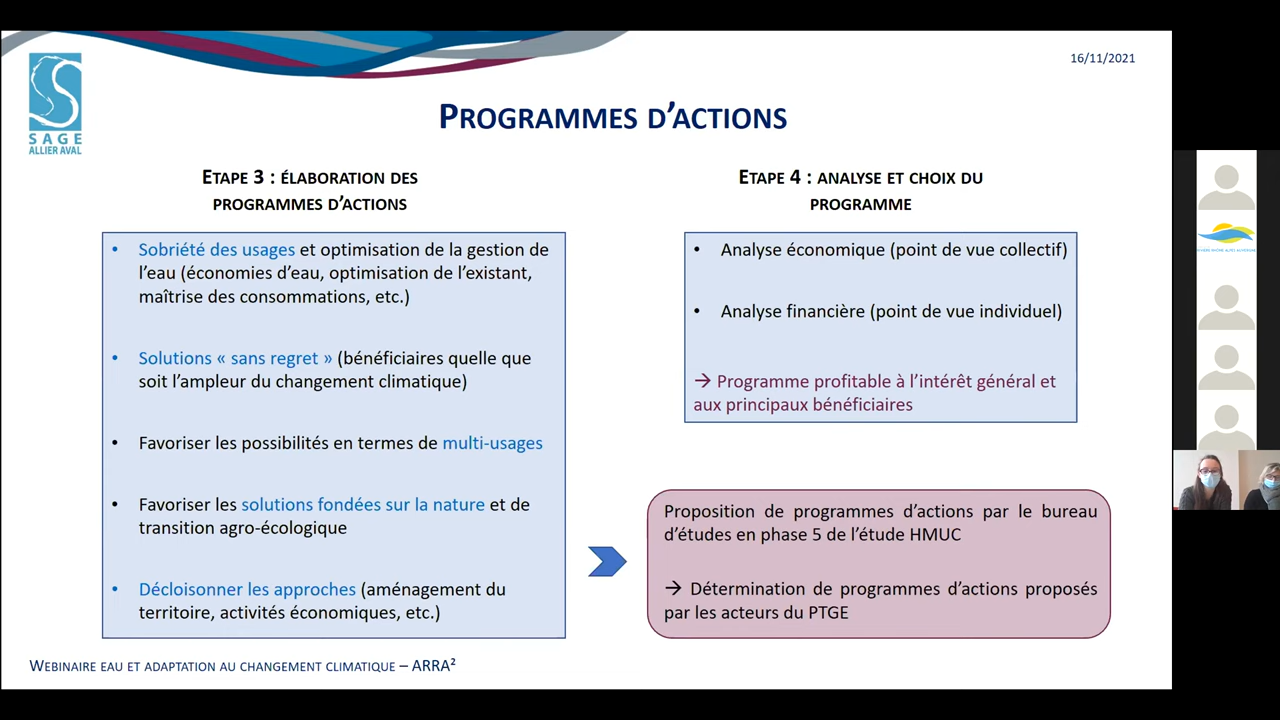 16/11/2021
SAGE
ALLIER AVAL
PROGRAMMES D'ACTIONS
ETAPE 3 : ÉLABORATION DES
PROGRAMMES D'ACTIONS
• Sobriété des usages et optimisation de la gestion de
l'eau (économies d'eau, optimisation de l'existant,
maîtrise des consommations, etc.)
• Solutions « sans regret » (bénéficiaires quelle que
soit l'ampleur du changement climatique)
• Favoriser les possibilités en termes de multi-usages
• Favoriser les solutions fondées sur la nature et de
transition agro-écologique
• Décloisonner les approches (aménagement du
territoire, activités économiques, etc.)
ETAPE 4 : ANALYSE ET CHOIX DU
PROGRAMME
• Analyse économique (point de vue collectif)
• Analyse financière (point de vue individuel)
→ Programme profitable à l'intérêt général et
aux principaux bénéficiaires
Proposition de programmes d'actions par le bureau
d'études en phase 5 de l'étude HMUC
→ Détermination de programmes d'actions proposés
par les acteurs du PTGE
WEBINAIRE EAU ET ADAPTATION AU CHANGEMENT CLIMATIQUE – ARRA²